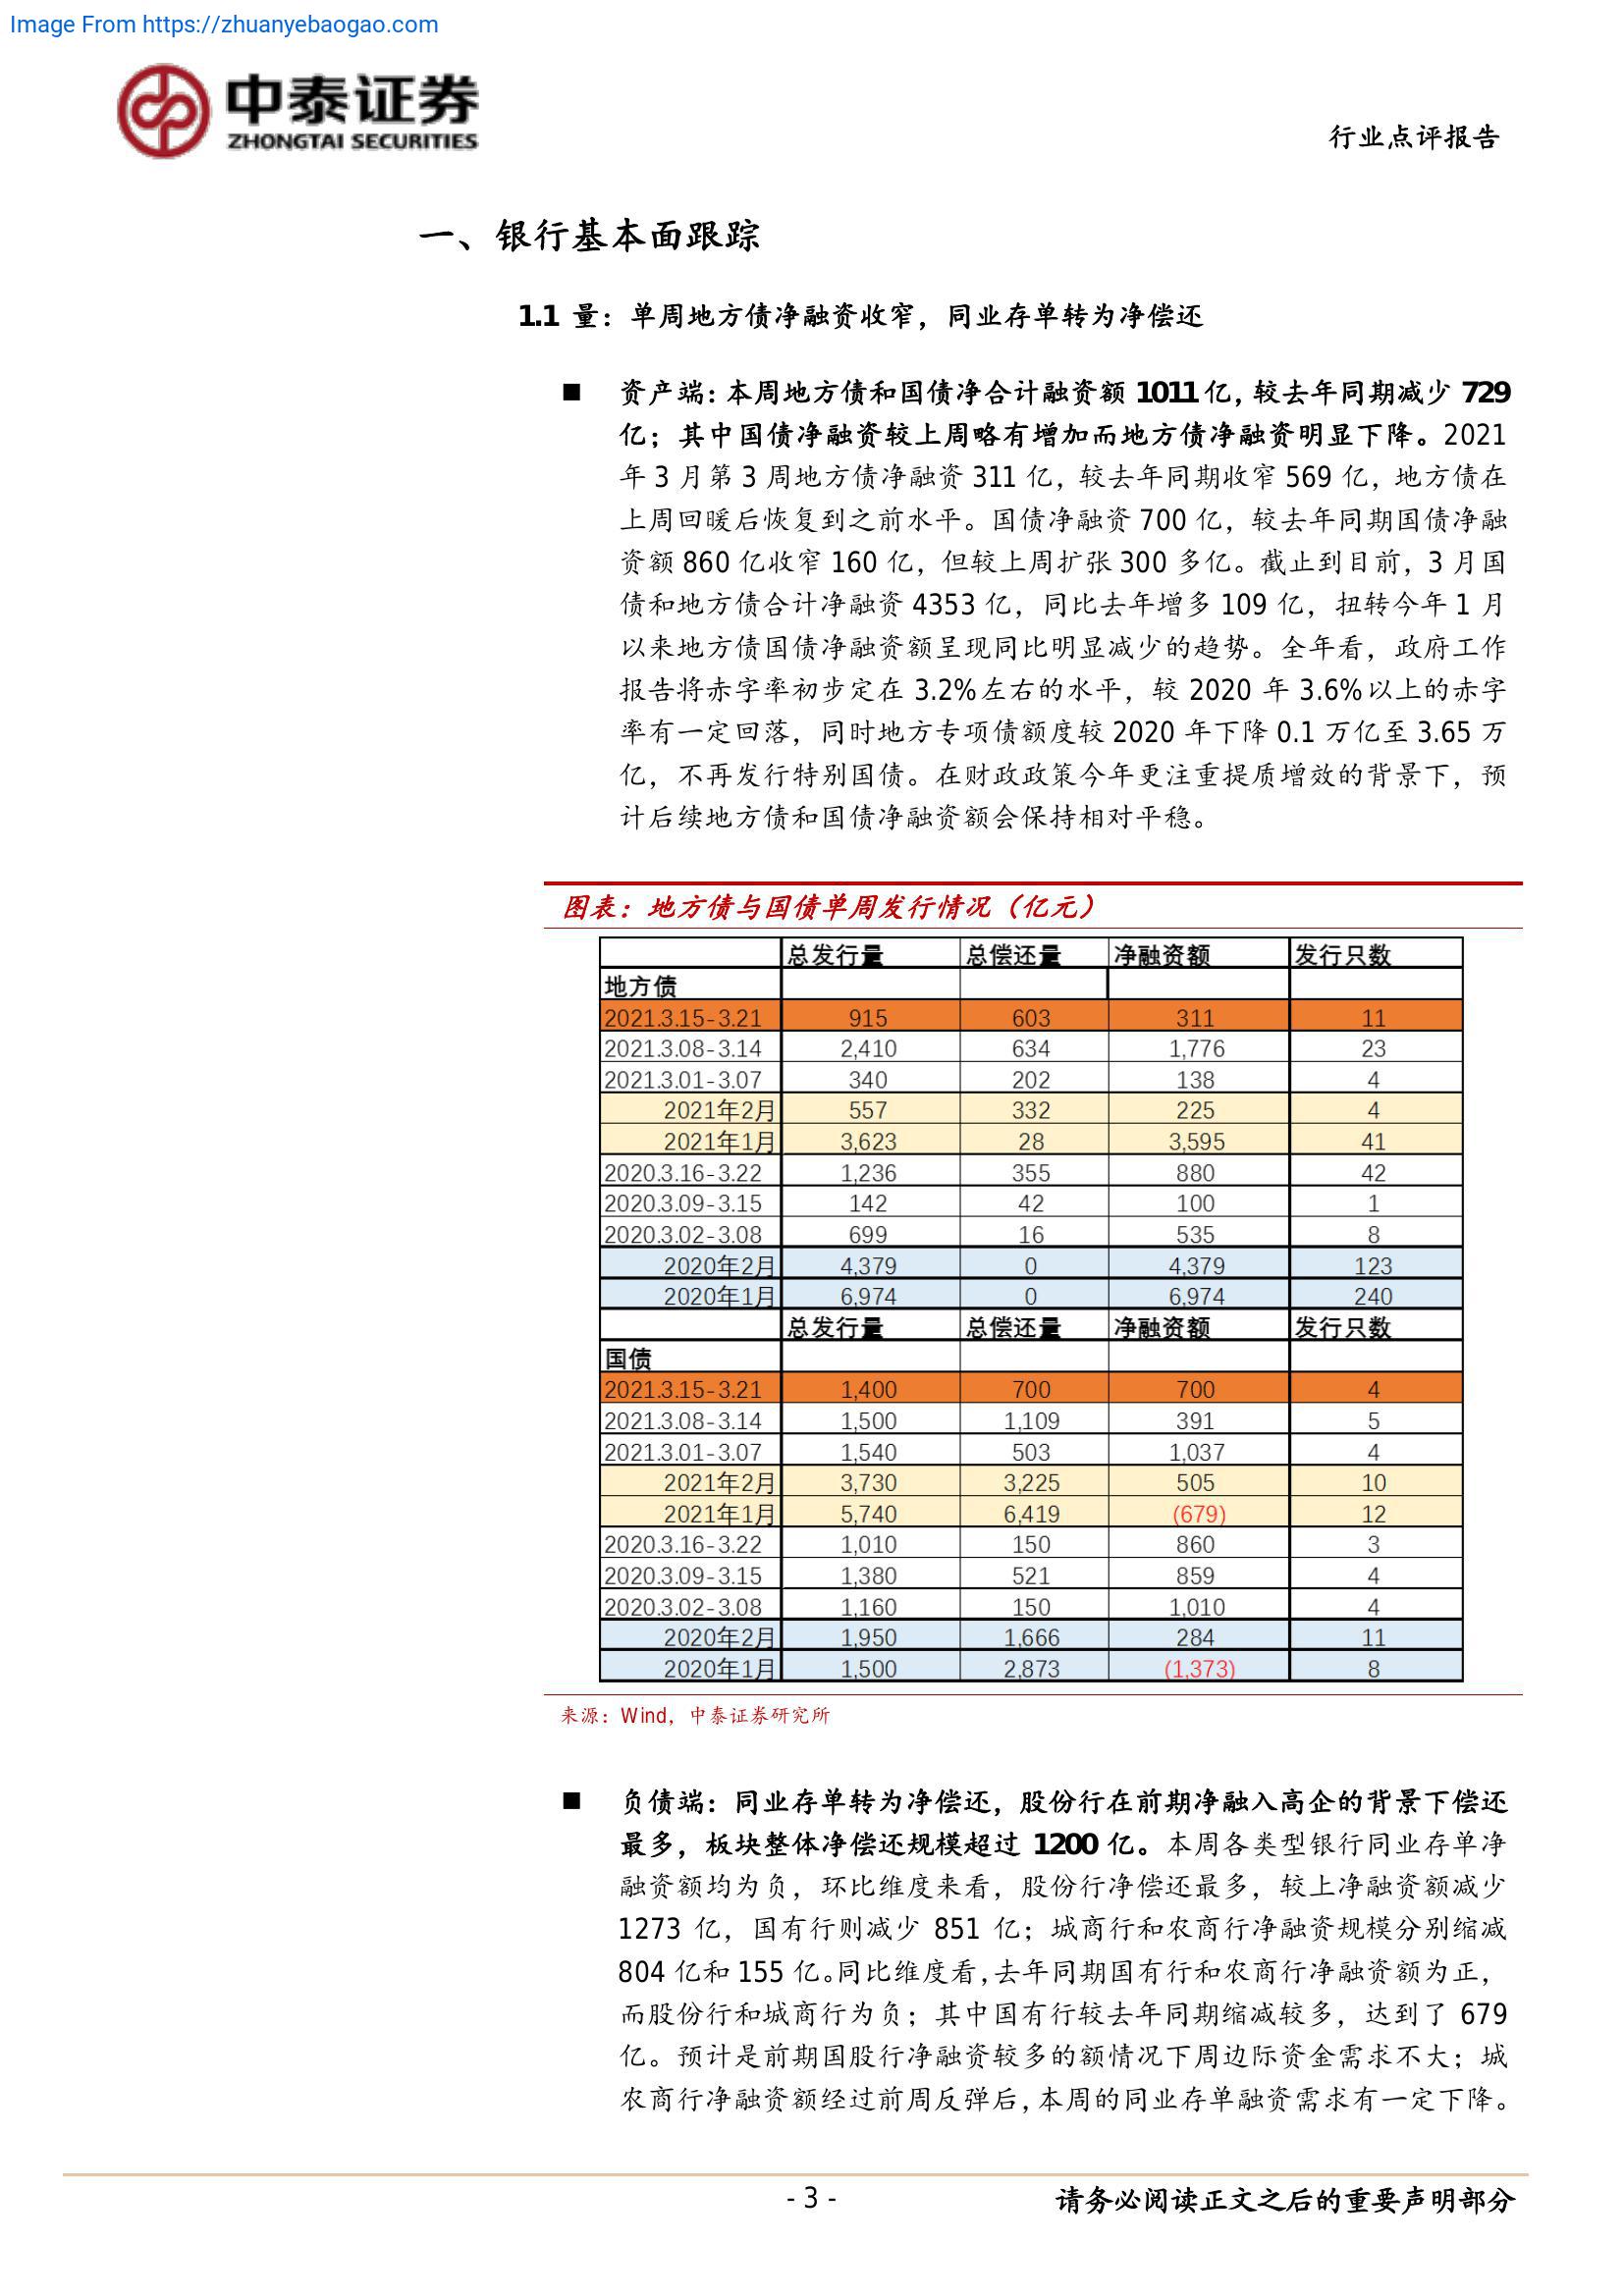 Image From https://zhuanyebaogao.com
中泰证券
ZHONGTAI SECURITIES
行业点评报告
一、银行基本面跟踪
1.1 量：单周地方债净融资收窄，同业存单转为净偿还
■ 资产端：本周地方债和国债净合计融资额 1011 亿，较去年同期减少 729
亿；其中国债净融资较上周略有增加而地方债净融资明显下降。2021
年 3 月第 3 周地方债净融资 311 亿，较去年同期收窄 569 亿，地方债在
上周回暖后恢复到之前水平。国债净融资 700 亿，较去年同期国债净融
资额 860 亿收窄 160 亿，但较上周扩张 300 多亿。截止到目前，3 月国
债和地方债合计净融资 4353 亿，同比去年增多 109 亿，扭转今年 1 月
以来地方债国债净融资额呈现同比明显减少的趋势。全年看，政府工作
报告将赤字率初步定在 3.2%左右的水平，较 2020 年 3.6%以上的赤字
率有一定回落，同时地方专项债额度较 2020 年下降 0.1 万亿至 3.65 万
亿，不再发行特别国债。在财政政策今年更注重提质增效的背景下，预
计后续地方债和国债净融资额会保持相对平稳。
图表：地方债与国债单周发行情况（亿元）
总发行量 总偿还量 净融资额 发行只数
地方债
2021.3.15-3.21 915 603 311 11
2021.3.08-3.14 2,410 634 1,776 23
2021.3.01-3.07 340 202 138 4
2021年2月 557 332 225 4
2021年1月 3,623 28 3,595 41
2020.3.16-3.22 1,236 355 880 42
2020.3.09-3.15 142 42 100 1
2020.3.02-3.08 699 16 535 8
2020年2月 4,379 0 4,379 123
2020年1月 6,974 0 6,974 240
总发行量 总偿还量 净融资额 发行只数
国债
2021.3.15-3.21 1,400 700 700 4
2021.3.08-3.14 1,500 1,109 391 5
2021.3.01-3.07 1,540 503 1,037 4
2021年2月 3,730 3,225 505 10
2021年1月 5,740 6,419 (679) 12
2020.3.16-3.22 1,010 150 860 3
2020.3.09-3.15 1,380 521 859 4
2020.3.02-3.08 1,160 150 1,010 4
2020年2月 1,950 1,666 284 11
2020年1月 1,500 2,873 (1,373) 8
来源：Wind，中泰证券研究所
■ 负债端：同业存单转为净偿还，股份行在前期净融入高企的背景下偿还
最多，板块整体净偿还规模超过 1200 亿。本周各类型银行同业存单净
融资额均为负，环比维度来看，股份行净偿还最多，较上净融资额减少
1273 亿，国有行则减少 851 亿；城商行和农商行净融资规模分别缩减
804 亿和 155 亿。同比维度看，去年同期国有行和农商行净融资额为正，
而股份行和城商行为负；其中国有行较去年同期缩减较多，达到了 679
亿。预计是前期国股行净融资较多的额情况下周边际资金需求不大；城
农商行净融资额经过前周反弹后，本周的同业存单融资需求有一定下降。
- 3 -
请务必阅读正文之后的重要声明部分